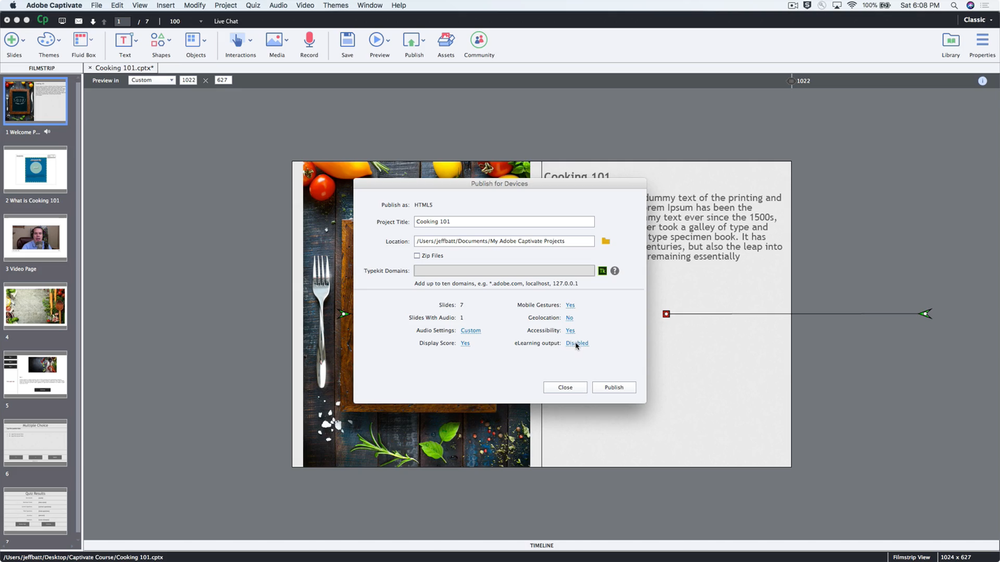 Adobe Captivate File Edit View Insert Modify Project Quiz Audio Video Themes Window Help
100% Sat 6:08 PM
Cp 1 / 7 100 Live Chat Classic
Slides Themes Fluid Box Text Shapes Objects Interactions Media Record Save Preview Publish Assets Community Library Properties
FILMSTRIP
× Cooking 101.cptx*
Preview in Custom 1022 × 627
1022
1 Welcome P...
2 What is Cooking 101
3 Video Page
4
5
Multiple Choice
6
Quiz Results
7
Cooking 101
dummy text of the printing and
orem Ipsum has been the
my text ever since the 1500s,
er took a galley of type and
type specimen book. It has
enturies, but also the leap into
remaining essentially
Publish for Devices
Publish as: HTML5
Project Title: Cooking 101
Location: /Users/jeffbatt/Documents/My Adobe Captivate Projects
Zip Files
Typekit Domains: Tk ?
Add up to ten domains, e.g. *.adobe.com, localhost, 127.0.0.1
Slides: 7 Mobile Gestures: Yes
Slides With Audio: 1 Geolocation: No
Audio Settings: Custom Accessibility: Yes
Display Score: Yes eLearning output: Disabled
Close Publish
TIMELINE
/Users/jeffbatt/Desktop/Captivate Course/Cooking 101.cptx
Filmstrip View 1024 x 627